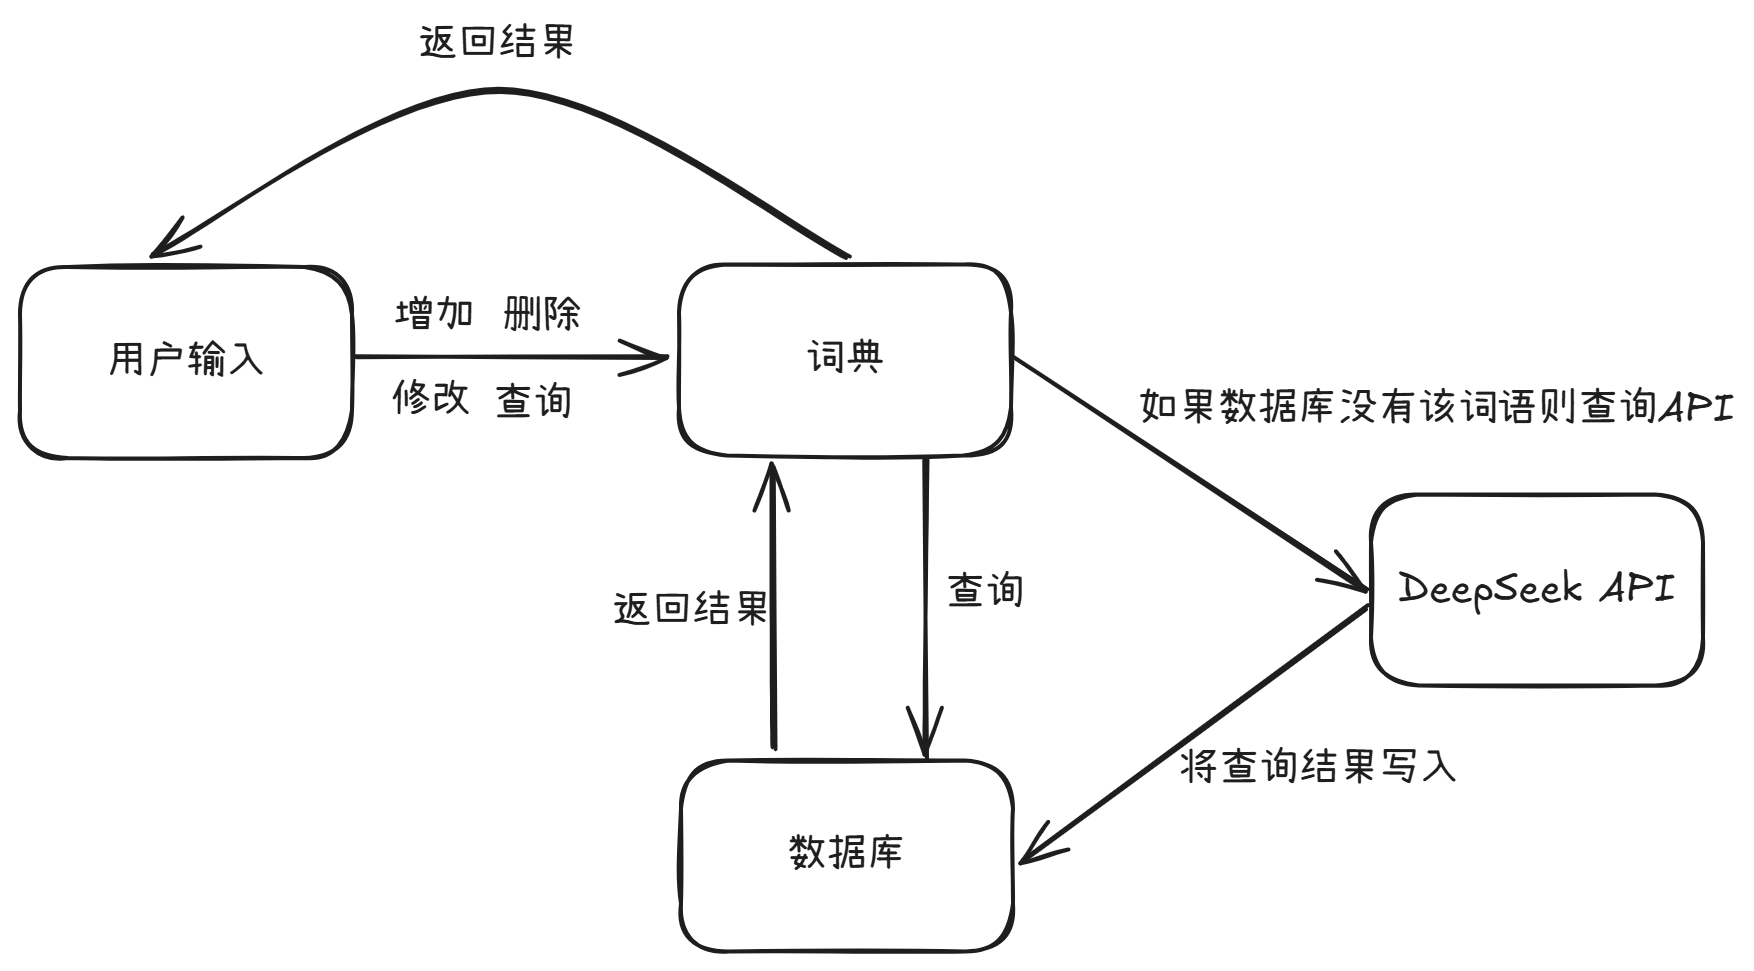 返回结果
增加 删除
用户输入
词典
修改 查询
如果数据库没有该词语则查询API
DeepSeek API
返回结果
查询
将查询结果写入
数据库